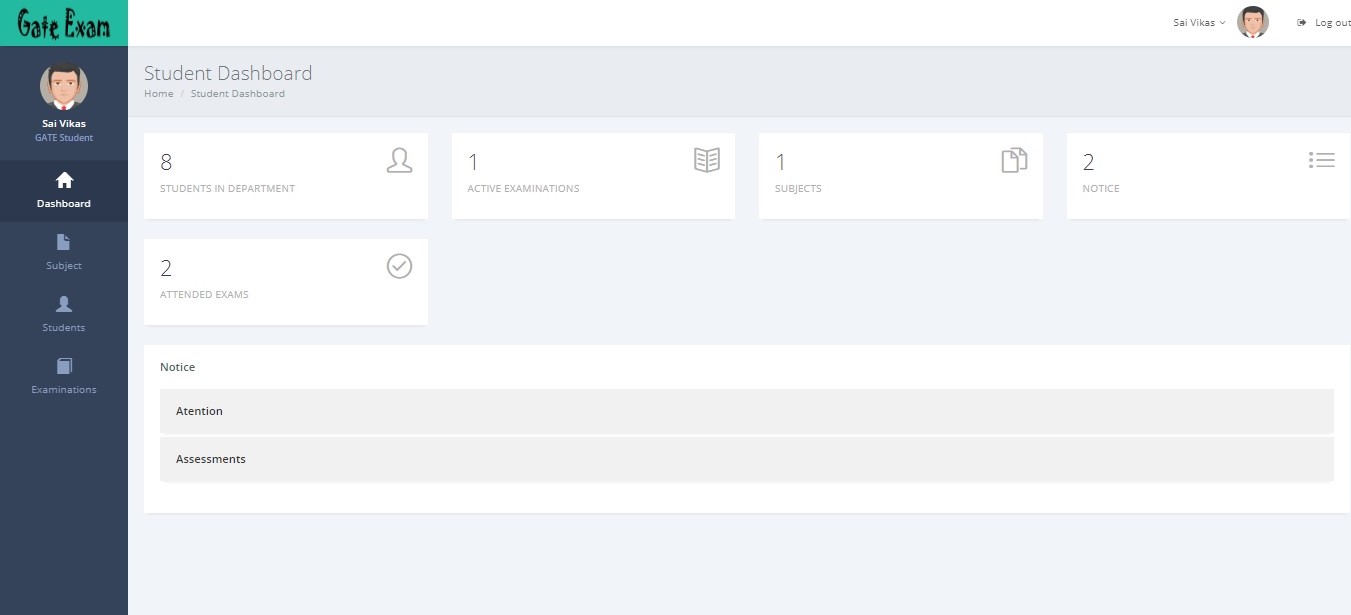 Gate Exam
Sai Vikas
Log out
Sai Vikas
GATE Student
Dashboard
Subject
Students
Examinations
Student Dashboard
Home / Student Dashboard
8
STUDENTS IN DEPARTMENT
1
ACTIVE EXAMINATIONS
1
SUBJECTS
2
NOTICE
2
ATTENDED EXAMS
Notice
Atention
Assessments